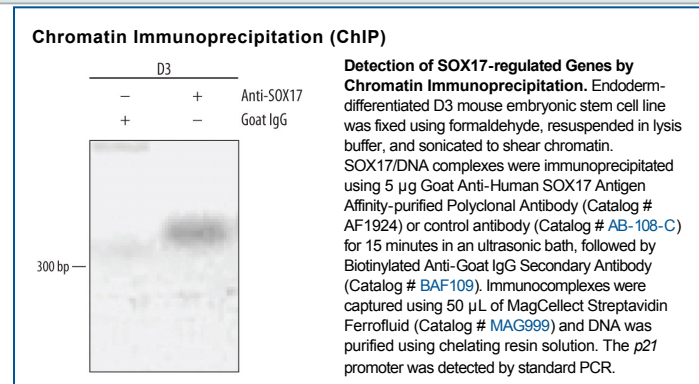 Chromatin Immunoprecipitation (ChIP)
D3
– + Anti-SOX17
+ – Goat IgG
300 bp
Detection of SOX17-regulated Genes by
Chromatin Immunoprecipitation. Endoderm-
differentiated D3 mouse embryonic stem cell line
was fixed using formaldehyde, resuspended in lysis
buffer, and sonicated to shear chromatin.
SOX17/DNA complexes were immunoprecipitated
using 5 μg Goat Anti-Human SOX17 Antigen
Affinity-purified Polyclonal Antibody (Catalog #
AF1924) or control antibody (Catalog # AB-108-C)
for 15 minutes in an ultrasonic bath, followed by
Biotinylated Anti-Goat IgG Secondary Antibody
(Catalog # BAF109). Immunocomplexes were
captured using 50 μL of MagCellect Streptavidin
Ferrofluid (Catalog # MAG999) and DNA was
purified using chelating resin solution. The p21
promoter was detected by standard PCR.